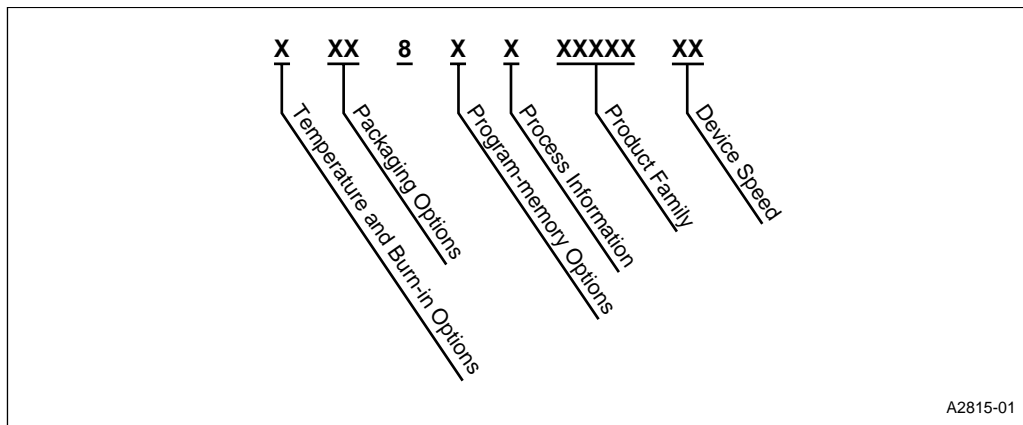 X XX 8 X X XXXXX XX
Temperature and Burn-in Options
Packaging Options
Program-memory Options
Process Information
Product Family
Device Speed
A2815-01